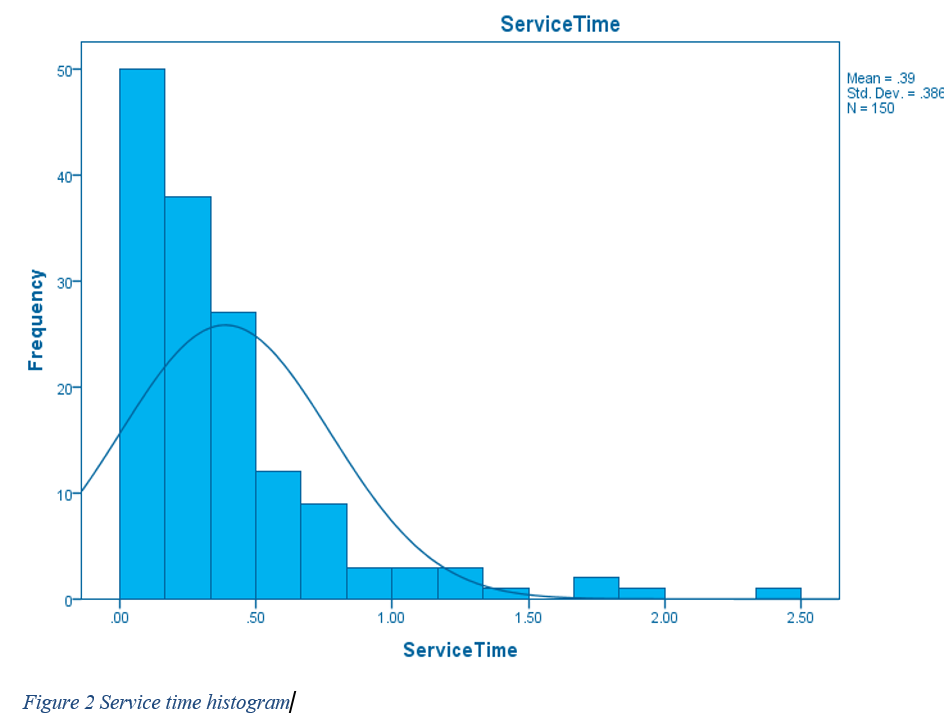 ServiceTime
Mean = .39
Std. Dev. = .386
N = 150
50
40
30
20
10
0
Frequency
.00 .50 1.00 1.50 2.00 2.50
ServiceTime
Figure 2 Service time histogram